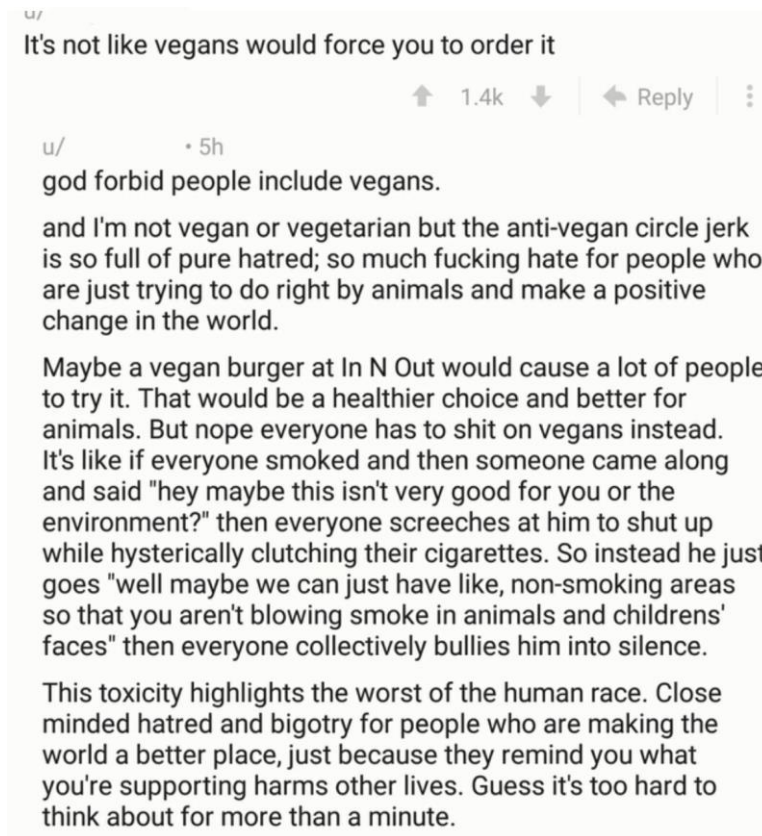 u/
It's not like vegans would force you to order it
1.4k Reply
u/ • 5h
god forbid people include vegans.
and I'm not vegan or vegetarian but the anti-vegan circle jerk
is so full of pure hatred; so much fucking hate for people who
are just trying to do right by animals and make a positive
change in the world.
Maybe a vegan burger at In N Out would cause a lot of people
to try it. That would be a healthier choice and better for
animals. But nope everyone has to shit on vegans instead.
It's like if everyone smoked and then someone came along
and said "hey maybe this isn't very good for you or the
environment?" then everyone screeches at him to shut up
while hysterically clutching their cigarettes. So instead he just
goes "well maybe we can just have like, non-smoking areas
so that you aren't blowing smoke in animals and childrens'
faces" then everyone collectively bullies him into silence.
This toxicity highlights the worst of the human race. Close
minded hatred and bigotry for people who are making the
world a better place, just because they remind you what
you're supporting harms other lives. Guess it's too hard to
think about for more than a minute.